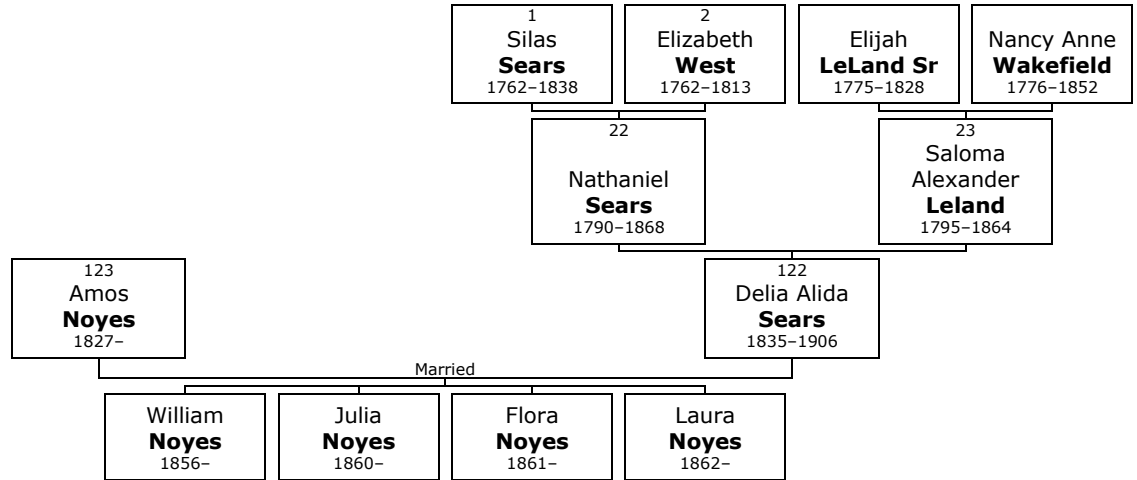 1
Silas
Sears
1762–1838
2
Elizabeth
West
1762–1813
Elijah
LeLand Sr
1775–1828
Nancy Anne
Wakefield
1776–1852
22
Nathaniel
Sears
1790–1868
23
Saloma
Alexander
Leland
1795–1864
123
Amos
Noyes
1827–
122
Delia Alida
Sears
1835–1906
Married
William
Noyes
1856–
Julia
Noyes
1860–
Flora
Noyes
1861–
Laura
Noyes
1862–